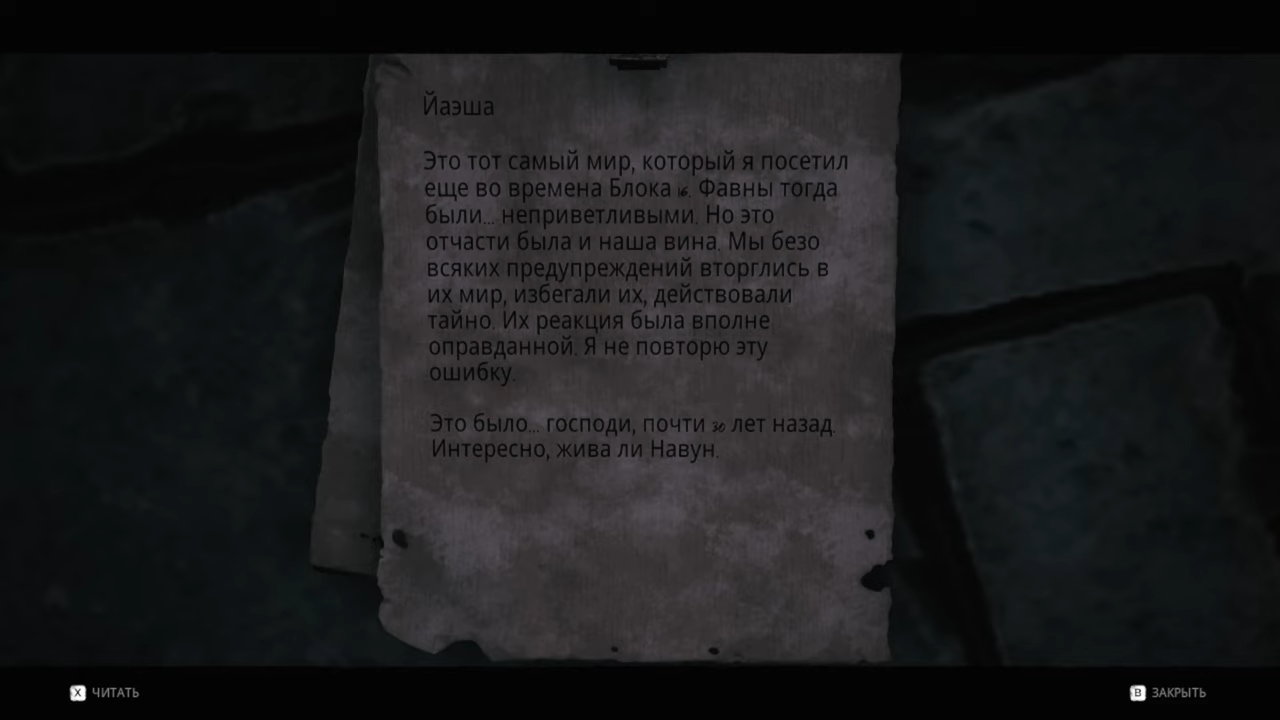 Йаэша
Это тот самый мир, который я посетил
еще во времена Блока 16. Фавны тогда
были... неприветливыми. Но это
отчасти была и наша вина. Мы безо
всяких предупреждений вторглись в
их мир, избегали их, действовали
тайно. Их реакция была вполне
оправданной. Я не повторю эту
ошибку.
Это было... господи, почти 30 лет назад.
Интересно, жива ли Навун.
X ЧИТАТЬ
B ЗАКРЫТЬ